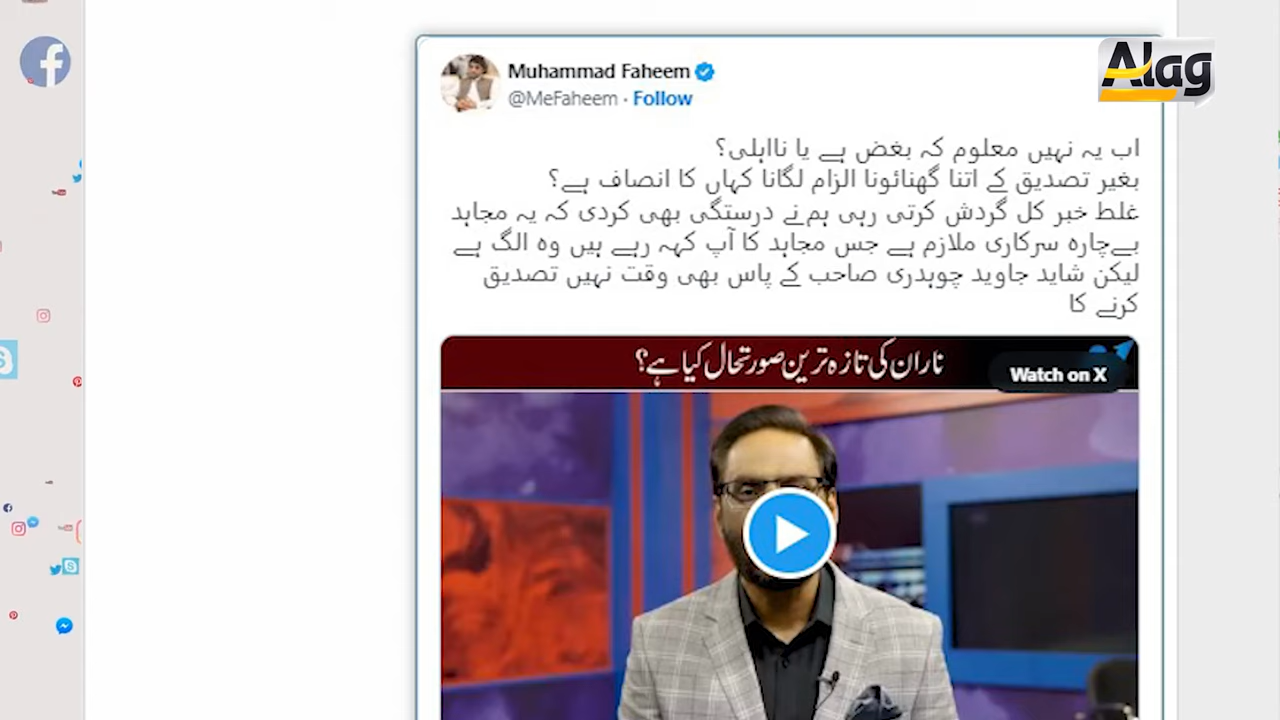 Alag
Muhammad Faheem
@MeFaheem · Follow
اب یہ نہیں معلوم کہ بغض ہے یا نااہلی؟
بغیر تصدیق کے اتنا گھنائونا الزام لگانا کہاں کا انصاف ہے؟
غلط خبر کل گردش کرتی رہی ہم نے درستگی بھی کردی کہ یہ مجاہد
بےچارہ سرکاری ملازم ہے جس مجاہد کا آپ کہہ رہے ہیں وہ الگ ہے
لیکن شاید جاوید چوہدری صاحب کے پاس بھی وقت نہیں تصدیق
کرنے کا
ناران کی تازہ ترین صورتحال کیا ہے؟
Watch on X